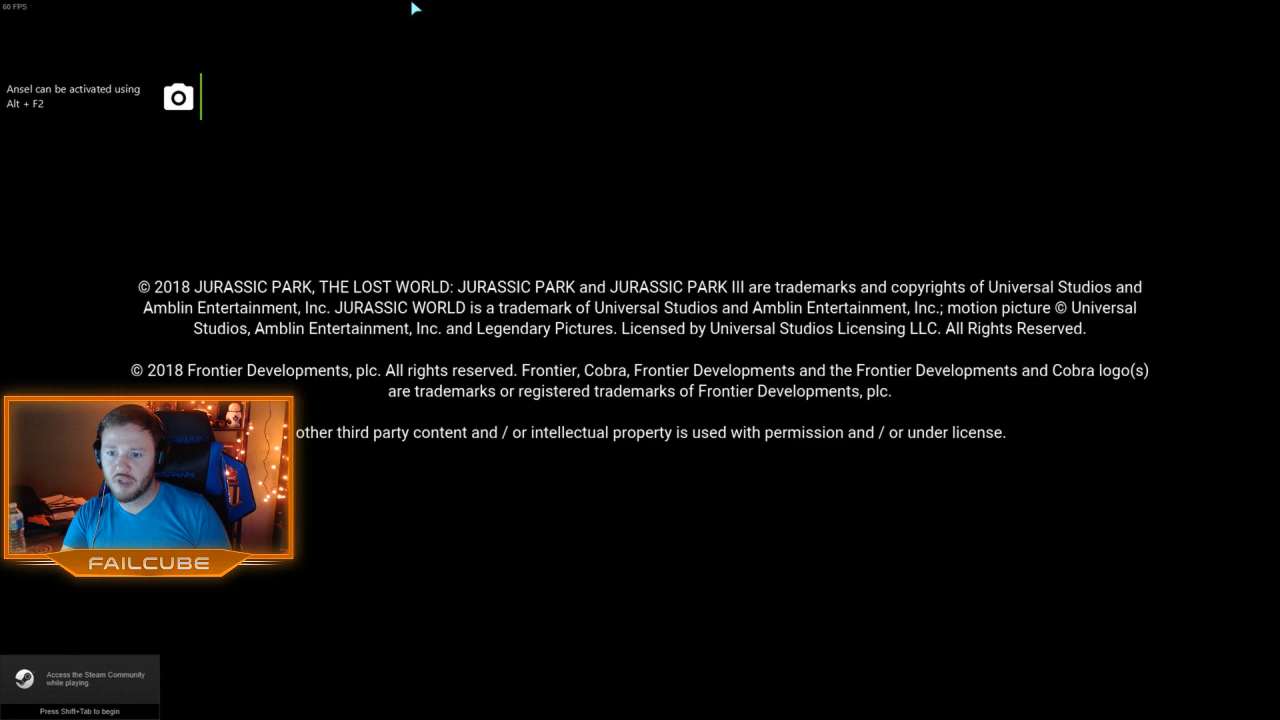 60 FPS
Ansel can be activated using
Alt + F2
© 2018 JURASSIC PARK, THE LOST WORLD: JURASSIC PARK and JURASSIC PARK III are trademarks and copyrights of Universal Studios and
Amblin Entertainment, Inc. JURASSIC WORLD is a trademark of Universal Studios and Amblin Entertainment, Inc.; motion picture © Universal
Studios, Amblin Entertainment, Inc. and Legendary Pictures. Licensed by Universal Studios Licensing LLC. All Rights Reserved.
© 2018 Frontier Developments, plc. All rights reserved. Frontier, Cobra, Frontier Developments and the Frontier Developments and Cobra logo(s)
are trademarks or registered trademarks of Frontier Developments, plc.
other third party content and / or intellectual property is used with permission and / or under license.
FAILCUBE
Access the Steam Community
while playing
Press Shift+Tab to begin